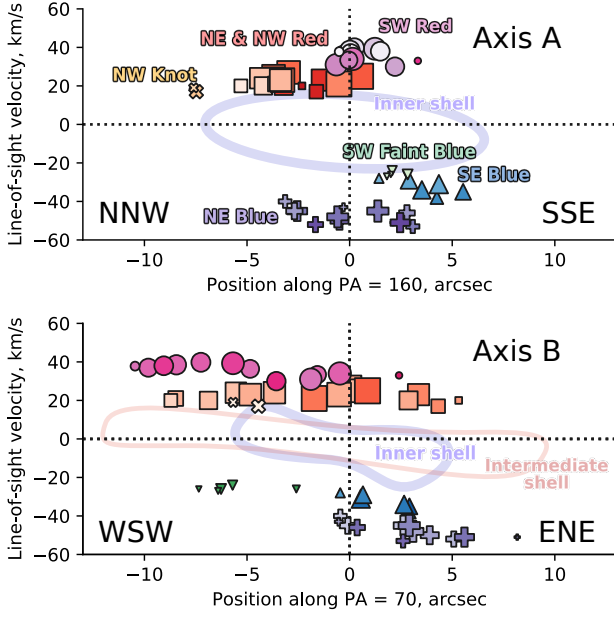 60
SW Red
Axis A
NE & NW Red
40
NW Knot
20
Inner shell
0
SW Faint Blue
−20
SE Blue
−40
NNW
NE Blue
SSE
−60
−10
−5
0
5
10
Line-of-sight velocity, km/s
Position along PA = 160, arcsec
60
Axis B
40
20
0
Inner shell
Intermediate
shell
−20
−40
WSW
ENE
−60
−10
−5
0
5
10
Line-of-sight velocity, km/s
Position along PA = 70, arcsec